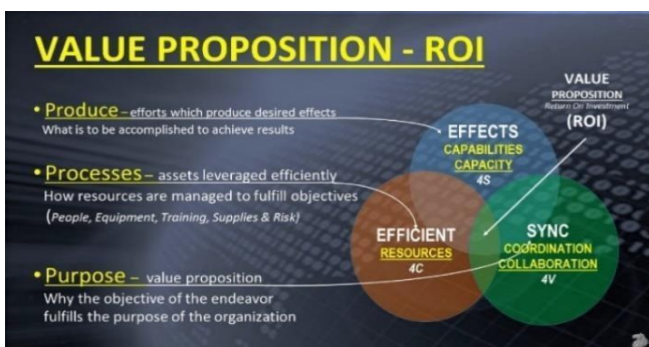 VALUE PROPOSITION - ROI
• Produce – efforts which produce desired effects
What is to be accomplished to achieve results
• Processes – assets leveraged efficiently
How resources are managed to fulfill objectives
(People, Equipment, Training, Supplies & Risk)
• Purpose – value proposition
Why the objective of the endeavor
fulfills the purpose of the organization
VALUE
PROPOSITION
Return On Investment
(ROI)
EFFECTS
CAPABILITIES
CAPACITY
4S
EFFICIENT
RESOURCES
4C
SYNC
COORDINATION
COLLABORATION
4V